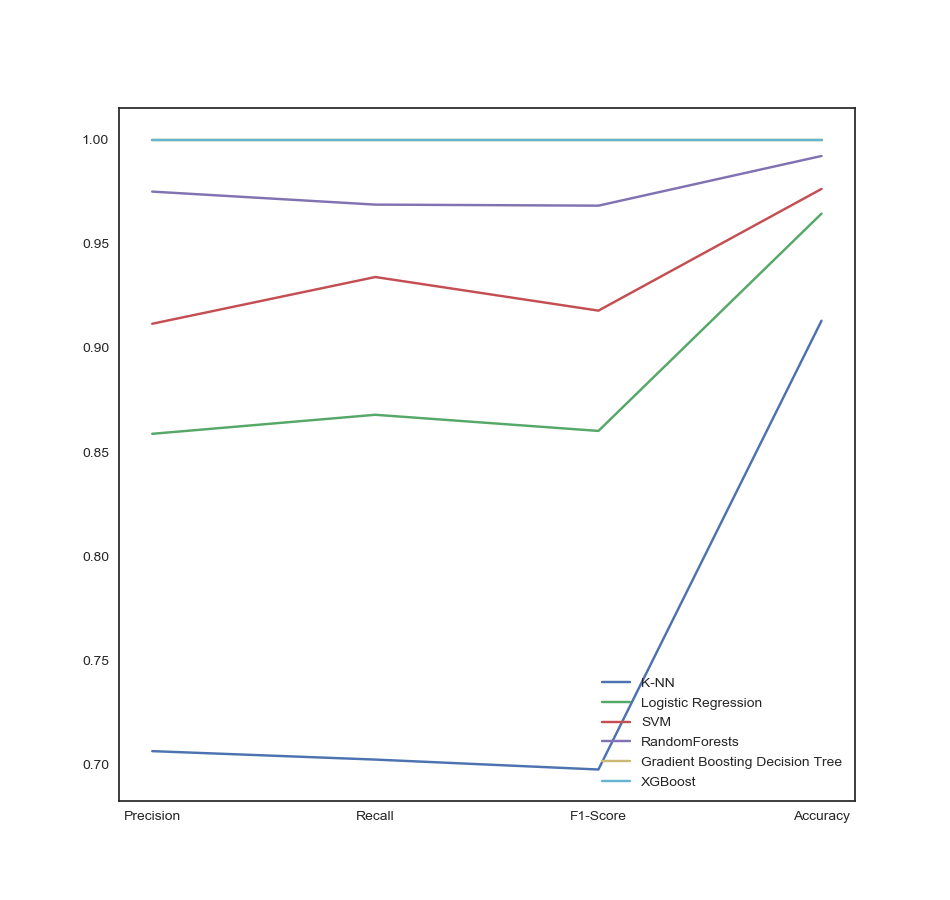 1.00
0.95
0.90
0.85
0.80
0.75
0.70
K-NN
Logistic Regression
SVM
RandomForests
Gradient Boosting Decision Tree
XGBoost
Precision Recall F1-Score Accuracy